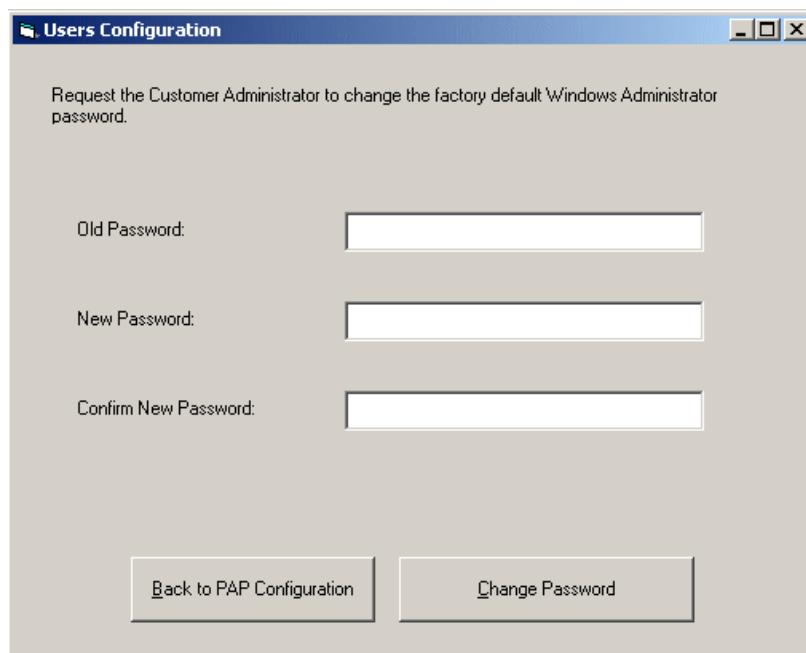 Users Configuration
Request the Customer Administrator to change the factory default Windows Administrator
password.
Old Password:
New Password:
Confirm New Password:
Back to PAP Configuration
Change Password